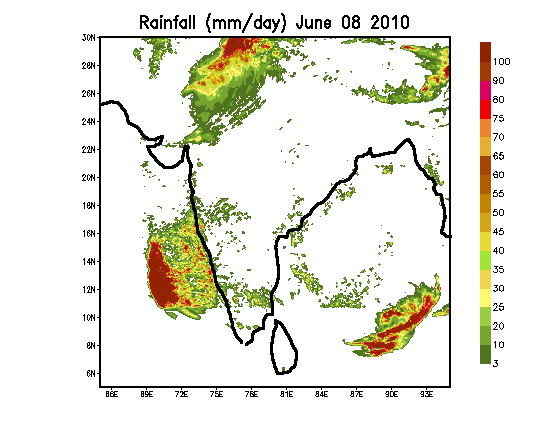 Rainfall (mm/day) June 08 2010
30N
28N
26N
24N
22N
20N
18N
16N
14N
12N
10N
8N
6N
66E 69E 72E 75E 78E 81E 84E 87E 90E 93E
100
90
80
75
70
65
60
55
50
45
40
35
30
25
20
10
3